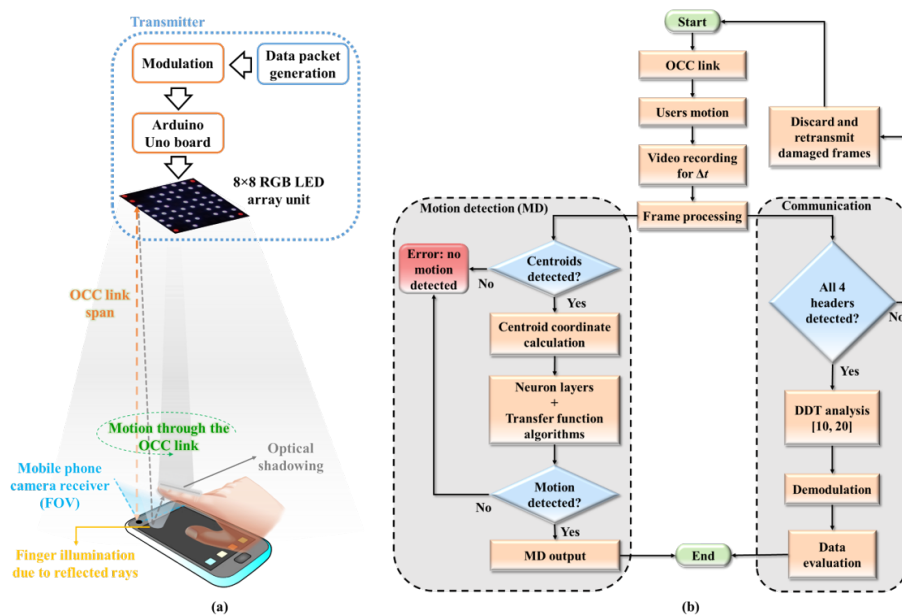 Transmitter
Modulation
Data packet
generation
Arduino
Uno board
8×8 RGB LED
array unit
OCC link
span
Motion through the
OCC link
Optical
shadowing
Mobile phone
camera receiver
(FOV)
Finger illumination
due to reflected rays
(a)
Start
OCC link
Users motion
Video recording
for Δt
Discard and
retransmit
damaged frames
Frame processing
Motion detection (MD)
Error: no
motion
detected
Centroids
detected?
No
Yes
Centroid coordinate
calculation
Neuron layers
+
Transfer function
algorithms
Motion
detected?
No
Yes
MD output
End
Communication
All 4
headers
detected?
No
Yes
DDT analysis
[10, 20]
Demodulation
Data
evaluation
(b)